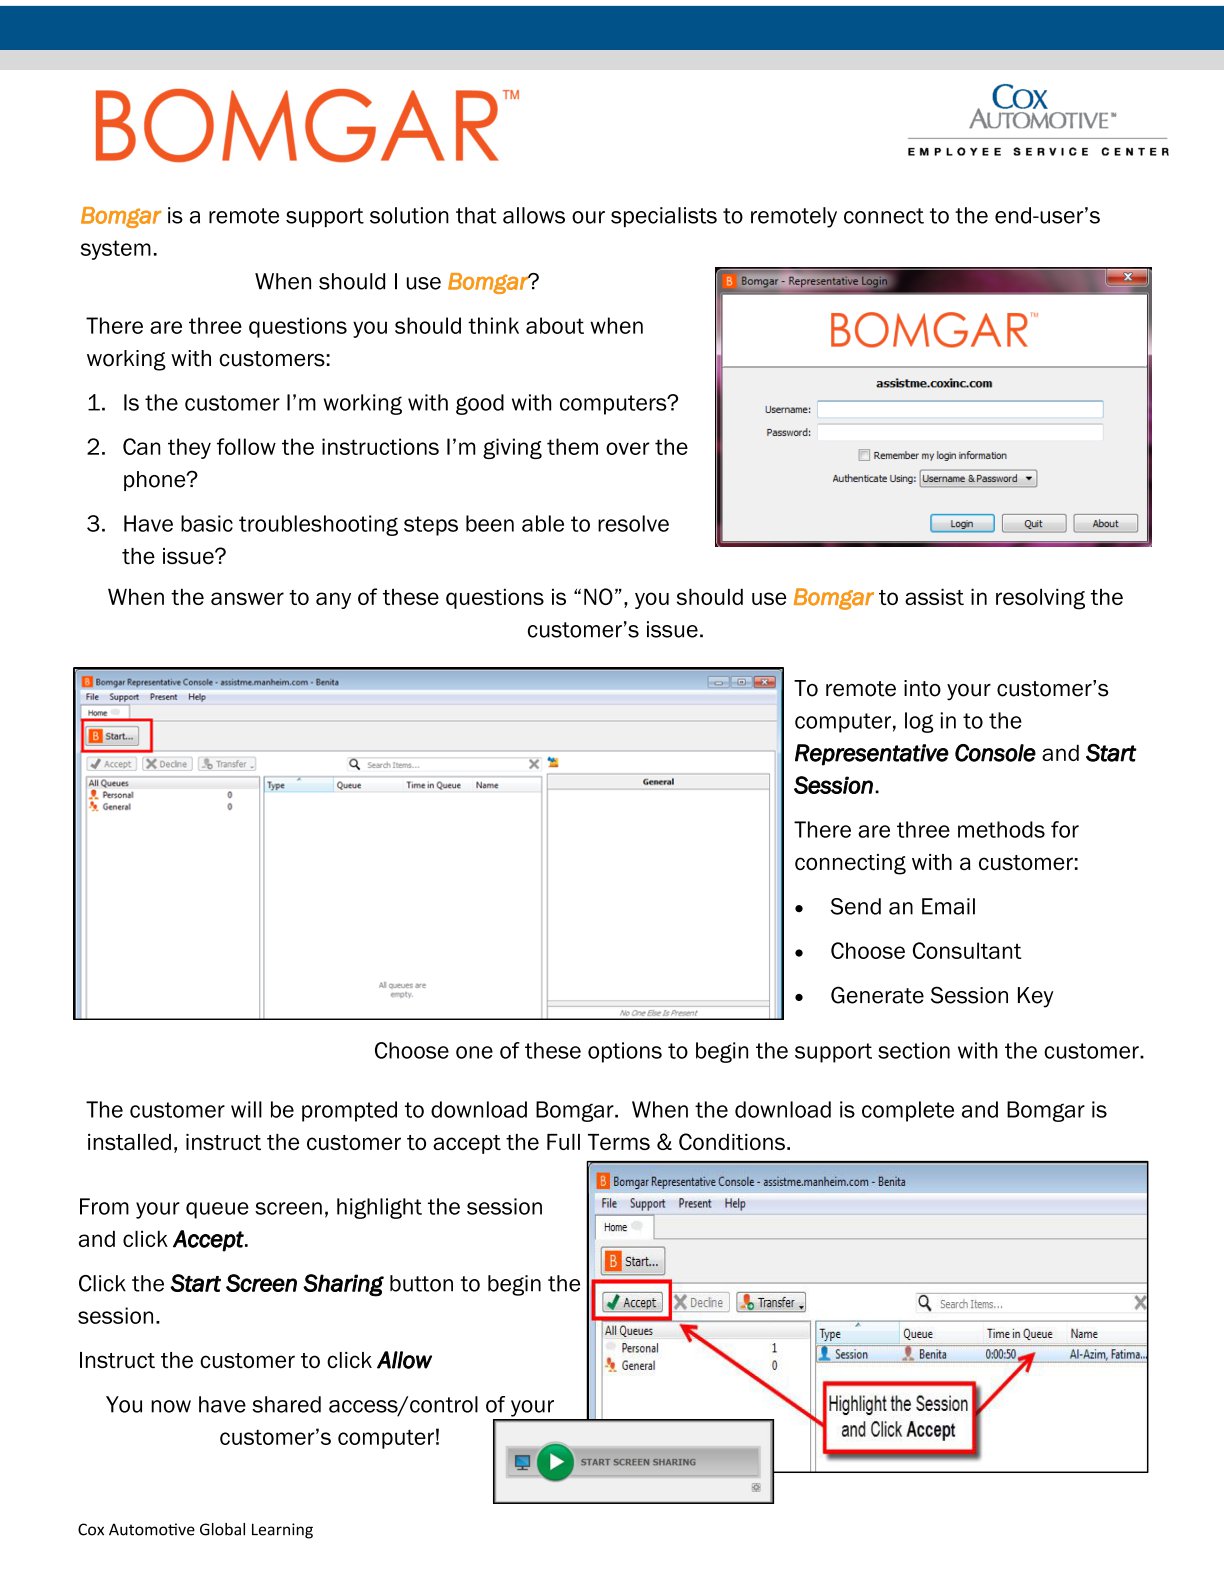 BOMGAR™
COX
AUTOMOTIVE™
EMPLOYEE SERVICE CENTER
Bomgar is a remote support solution that allows our specialists to remotely connect to the end-user’s
system.
When should I use Bomgar?
There are three questions you should think about when
working with customers:
1. Is the customer I’m working with good with computers?
2. Can they follow the instructions I’m giving them over the
phone?
3. Have basic troubleshooting steps been able to resolve
the issue?
Bomgar - Representative Login
BOMGAR™
assistme.coxinc.com
Username:
Password:
Remember my login information
Authenticate Using: Username & Password
Login Quit About
When the answer to any of these questions is “NO”, you should use Bomgar to assist in resolving the
customer’s issue.
Bomgar Representative Console - assistme.manheim.com - Benita
File Support Present Help
Home
Start...
Accept Decline Transfer Search Items...
All Queues
Personal 0
General 0
Type Queue Time in Queue Name
General
All queues are
empty.
No One Else Is Present
To remote into your customer’s
computer, log in to the
Representative Console and Start
Session.
There are three methods for
connecting with a customer:
• Send an Email
• Choose Consultant
• Generate Session Key
Choose one of these options to begin the support section with the customer.
The customer will be prompted to download Bomgar. When the download is complete and Bomgar is
installed, instruct the customer to accept the Full Terms & Conditions.
From your queue screen, highlight the session
and click Accept.
Click the Start Screen Sharing button to begin the
session.
Instruct the customer to click Allow
You now have shared access/control of your
customer’s computer!
Bomgar Representative Console - assistme.manheim.com - Benita
File Support Present Help
Home
Start...
Accept Decline Transfer Search Items...
All Queues
Personal 1
General 0
Type Queue Time in Queue Name
Session Benita 0:00:50 Al-Azim, Fatima...
Highlight the Session
and Click Accept
START SCREEN SHARING
Cox Automotive Global Learning